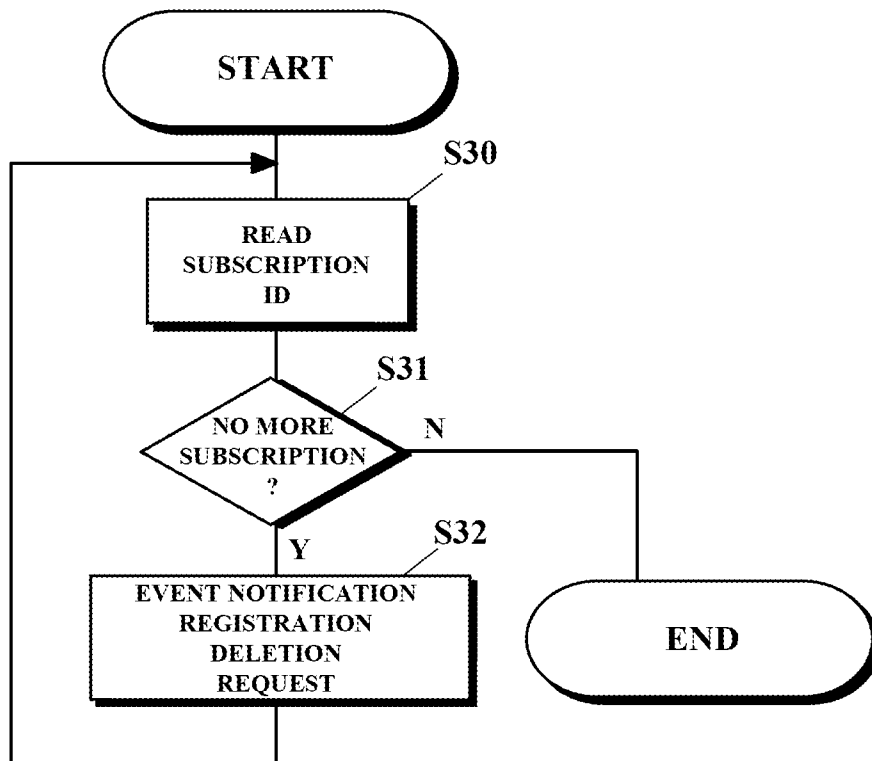 START
S30
READ
SUBSCRIPTION
ID
S31
NO MORE
SUBSCRIPTION
?
N
Y
S32
EVENT NOTIFICATION
REGISTRATION
DELETION
REQUEST
END